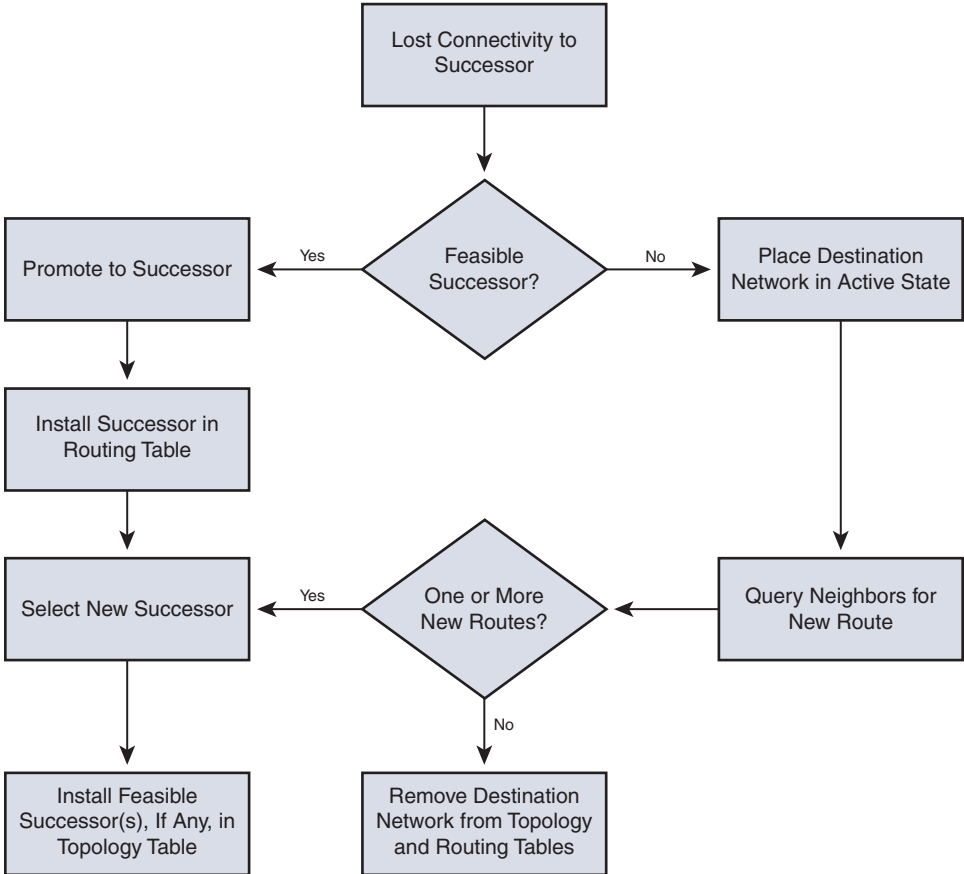 Lost Connectivity to
Successor
Feasible
Successor?
Yes
No
Promote to Successor
Place Destination
Network in Active State
Install Successor in
Routing Table
Query Neighbors for
New Route
One or More
New Routes?
Yes
No
Select New Successor
Install Feasible
Successor(s), If Any, in
Topology Table
Remove Destination
Network from Topology
and Routing Tables